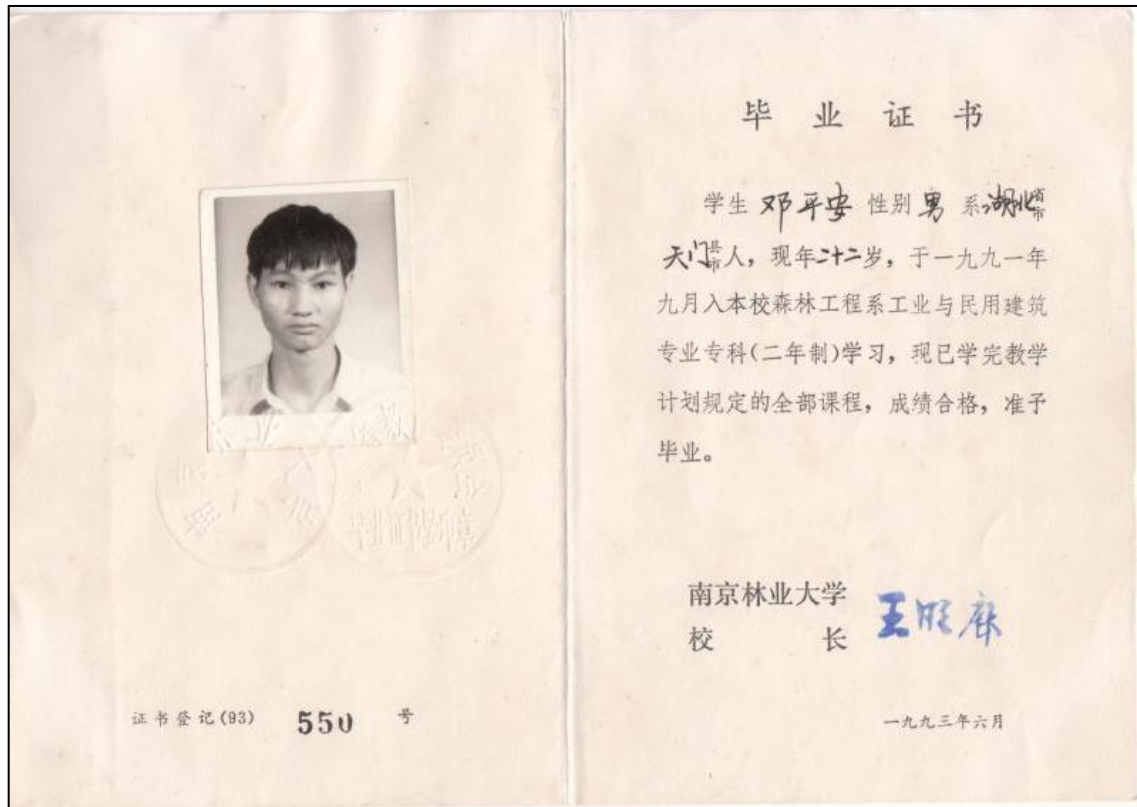 证书登记(93) 550 号
毕业证书
学生 邓平安 性别 男 系 湖北省市
天门县市人，现年二十二岁，于一九九一年
九月入本校森林工程系工业与民用建筑
专业专科(二年制)学习，现已学完教学
计划规定的全部课程，成绩合格，准予
毕业。
南京林业大学
校 长
一九九三年六月